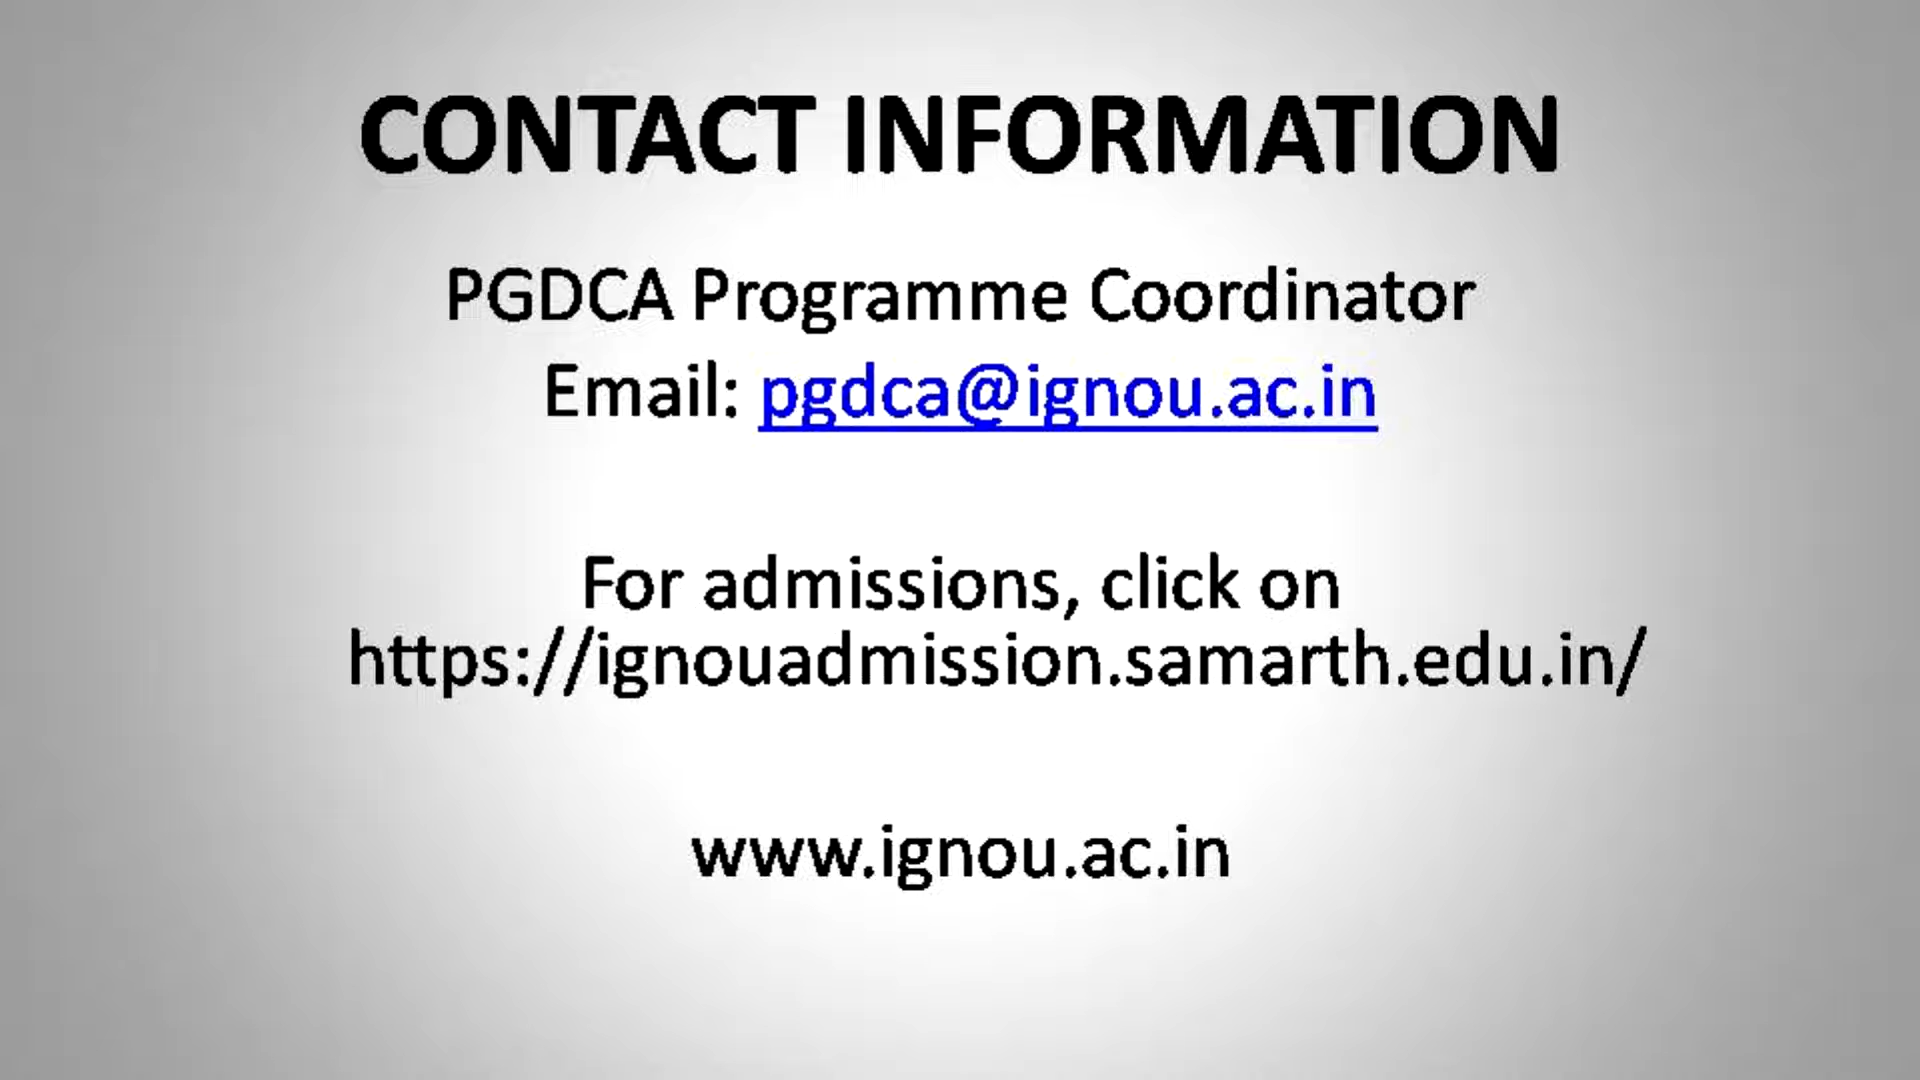 CONTACT INFORMATION
PGDCA Programme Coordinator
Email: pgdca@ignou.ac.in
For admissions, click on
https://ignouadmission.samarth.edu.in/
www.ignou.ac.in